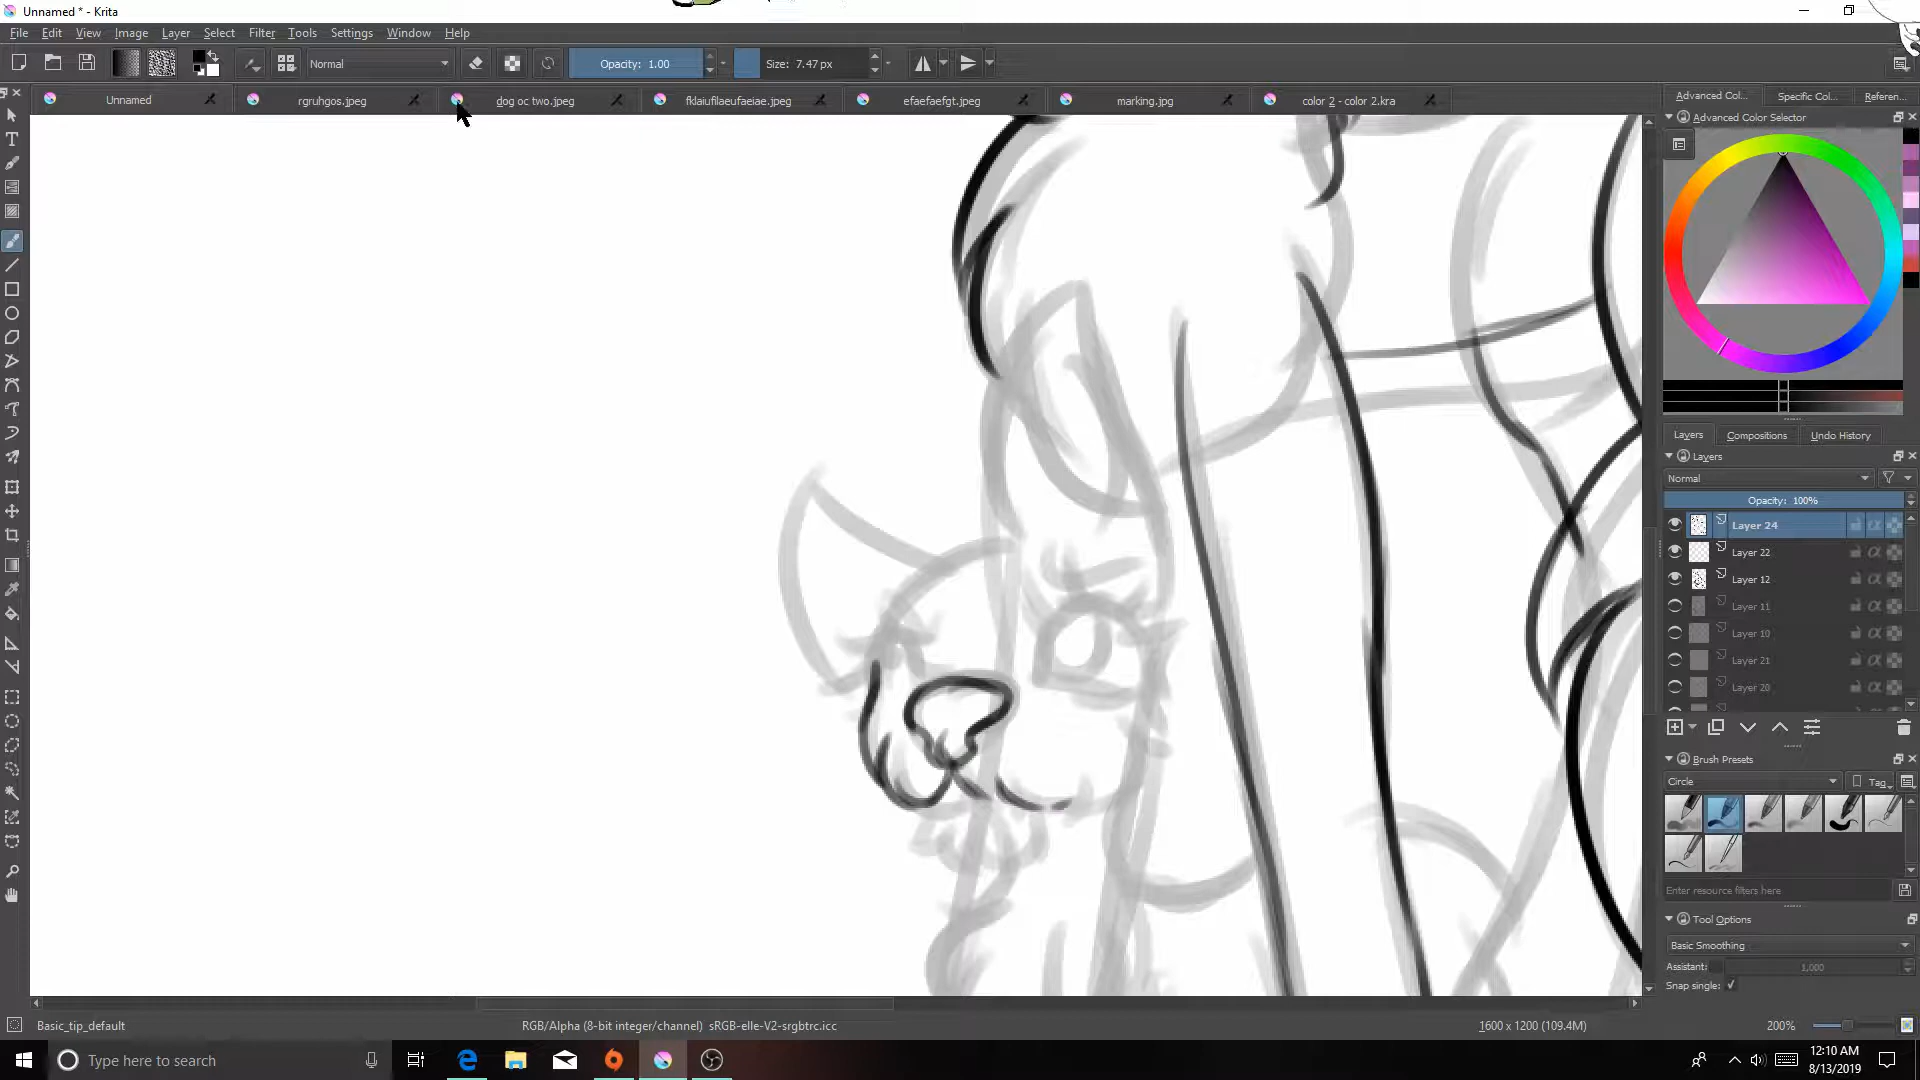 Unnamed * - Krita
File Edit View Image Layer Select Filter Tools Settings Window Help
Normal Opacity: 1.00 Size: 7.47 px
Unnamed rgruhgos.jpeg dog oc two.jpeg fklaiufilaeufaeiae.jpeg efaefaefgt.jpeg marking.jpg color 2 - color 2.kra
Advanced Col... Specific Col... Referen...
Advanced Color Selector
Layers Compositions Undo History
Layers
Normal
Opacity: 100%
Layer 24
Layer 22
Layer 12
Layer 11
Layer 10
Layer 21
Layer 20
Brush Presets
Circle Tag
Enter resource filters here
Tool Options
Basic Smoothing
Assistant: 1,000
Snap single:
Basic_tip_default RGB/Alpha (8-bit integer/channel) sRGB-elle-V2-srgbtrc.icc 1600 x 1200 (109.4M) 200%
Type here to search
12:10 AM
8/13/2019